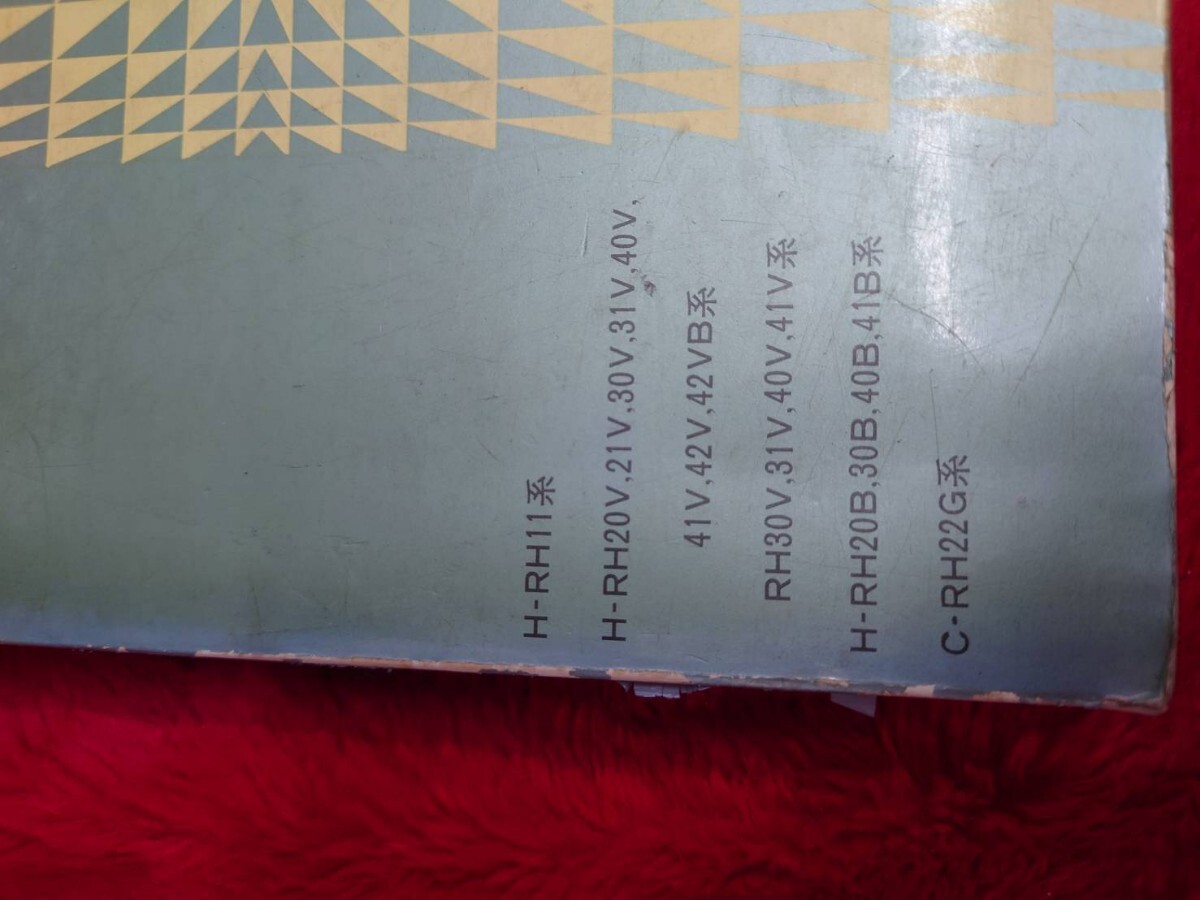 H-RH11系
H-RH20V,21V,30V,31V,40V,
41V,42V,42VB系
RH30V,31V,40V,41V系
H-RH20B,30B,40B,41B系
C-RH22G系